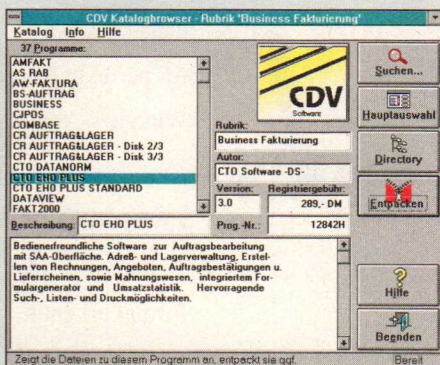 CDV Katalogbrowser - Rubrik 'Business Fakturierung'
Katalog Info Hilfe
37 Programme:
AMFAKT
AS RAB
AW-FAKTURA
BS-AUFTRAG
BUSINESS
CJPOS
COMBASE
CR AUFTRAG&LAGER
CR AUFTRAG&LAGER - Disk 2/3
CR AUFTRAG&LAGER - Disk 3/3
CTO DATANORM
CTO EHO PLUS
CTO EHO PLUS STANDARD
DATAVIEW
FAKT2000
CDV
Software
Rubrik:
Business Fakturierung
Autor:
CTO Software -DS-
Version: Registriergebühr:
3.0 289,- DM
Beschreibung: CTO EHO PLUS Prog.-Nr.: 12842H
Bedienerfreundliche Software zur Auftragsbearbeitung
mit SAA-Oberfläche. Adreß- und Lagerverwaltung, Erstel-
len von Rechnungen, Angeboten, Auftragsbestätigungen u.
Lieferscheinen, sowie Mahnungswesen, integriertem For-
mulargenerator und Umsatzstatistik. Hervorragende
Such-, Listen- und Druckmöglichkeiten.
Suchen...
Hauptauswahl
Directory
Entpacken
Hilfe
Beenden
Zeigt die Dateien zu diesem Programm an, entpackt sie ggf. Bereit